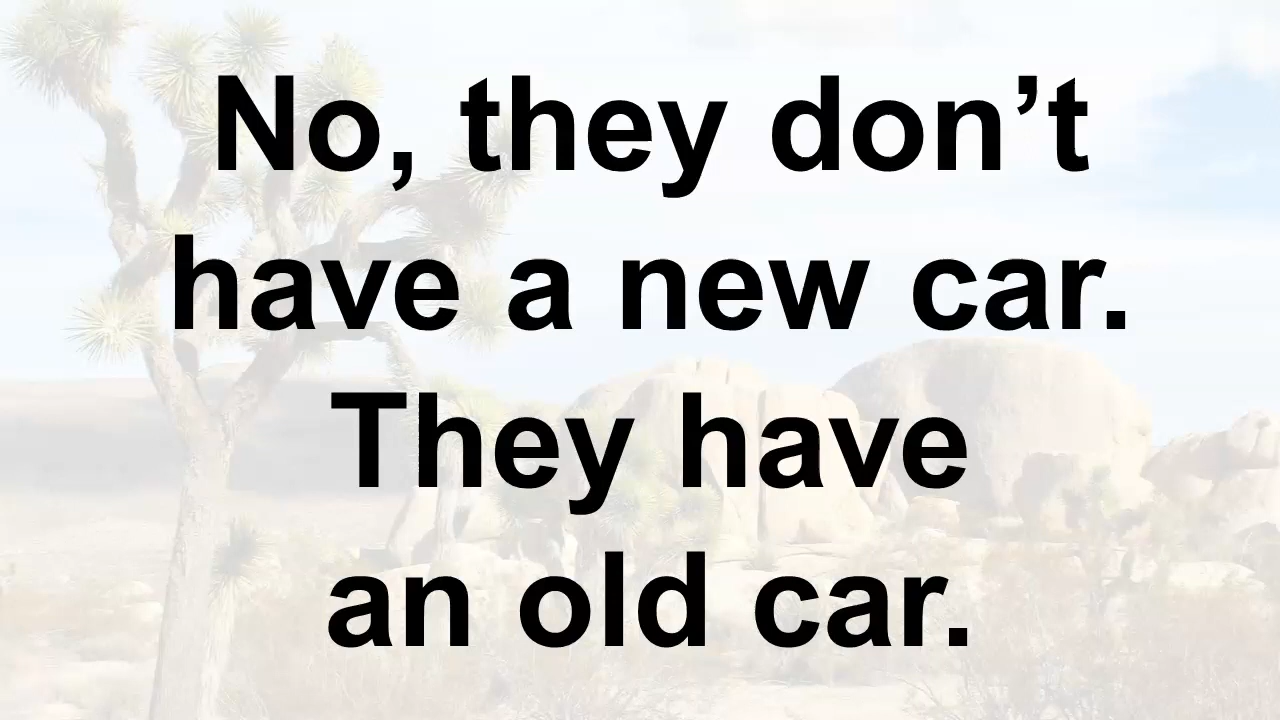 No, they don’t
have a new car.
They have
an old car.